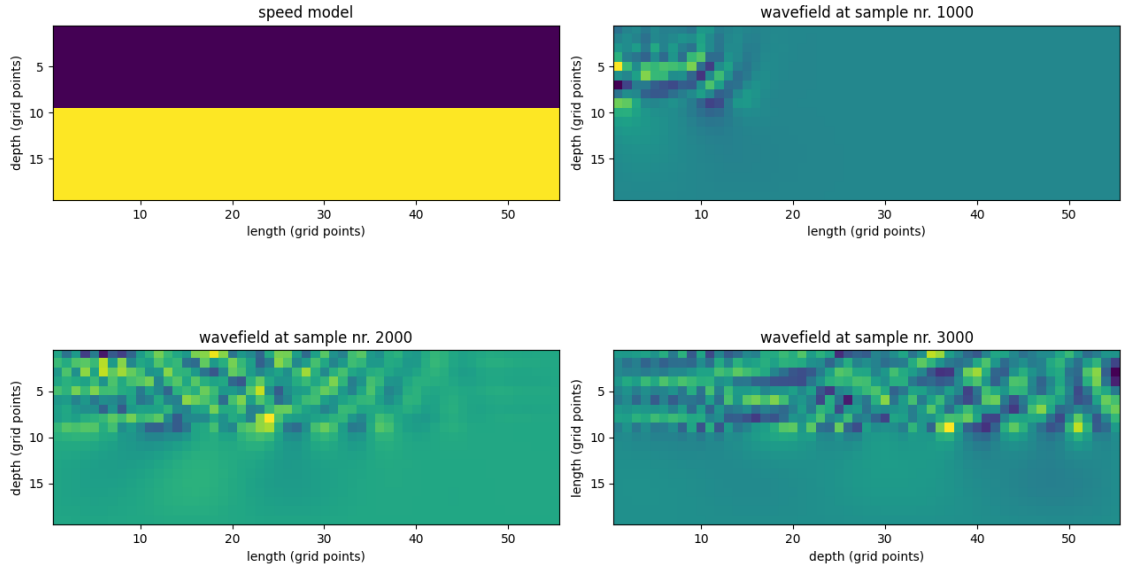 speed model
depth (grid points)
5
10
15
10
20
30
40
50
length (grid points)
wavefield at sample nr. 1000
depth (grid points)
5
10
15
10
20
30
40
50
length (grid points)
wavefield at sample nr. 2000
depth (grid points)
5
10
15
10
20
30
40
50
length (grid points)
wavefield at sample nr. 3000
length (grid points)
5
10
15
10
20
30
40
50
depth (grid points)